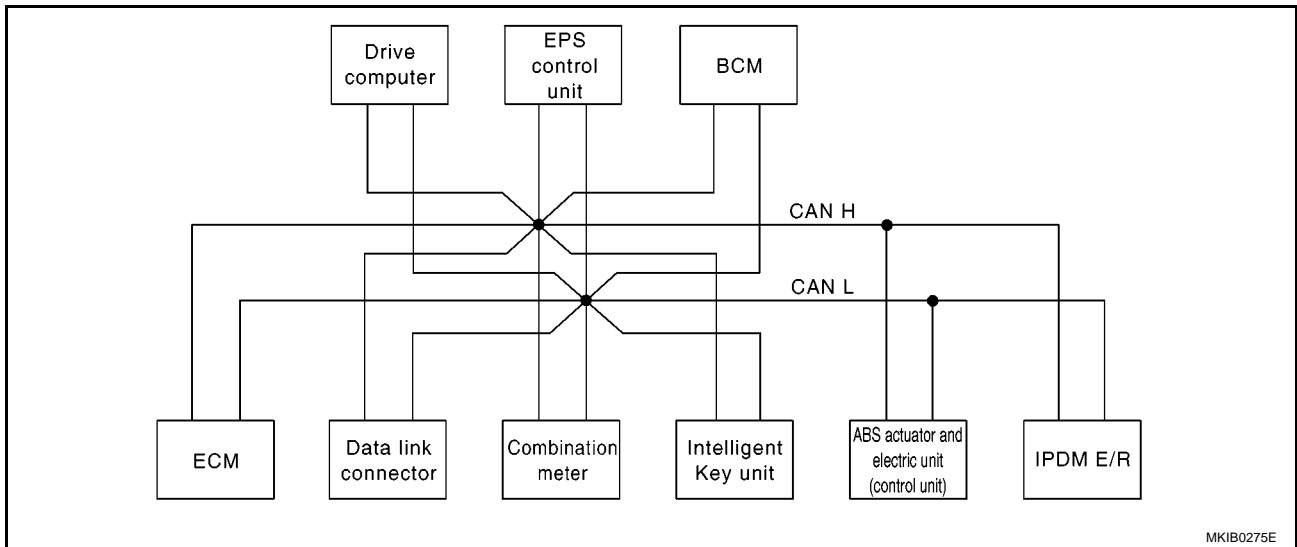 Drive
computer
EPS
control
unit
BCM
CAN H
CAN L
ECM
Data link
connector
Combination
meter
Intelligent
Key unit
ABS actuator and
electric unit
(control unit)
IPDM E/R
MKIB0275E